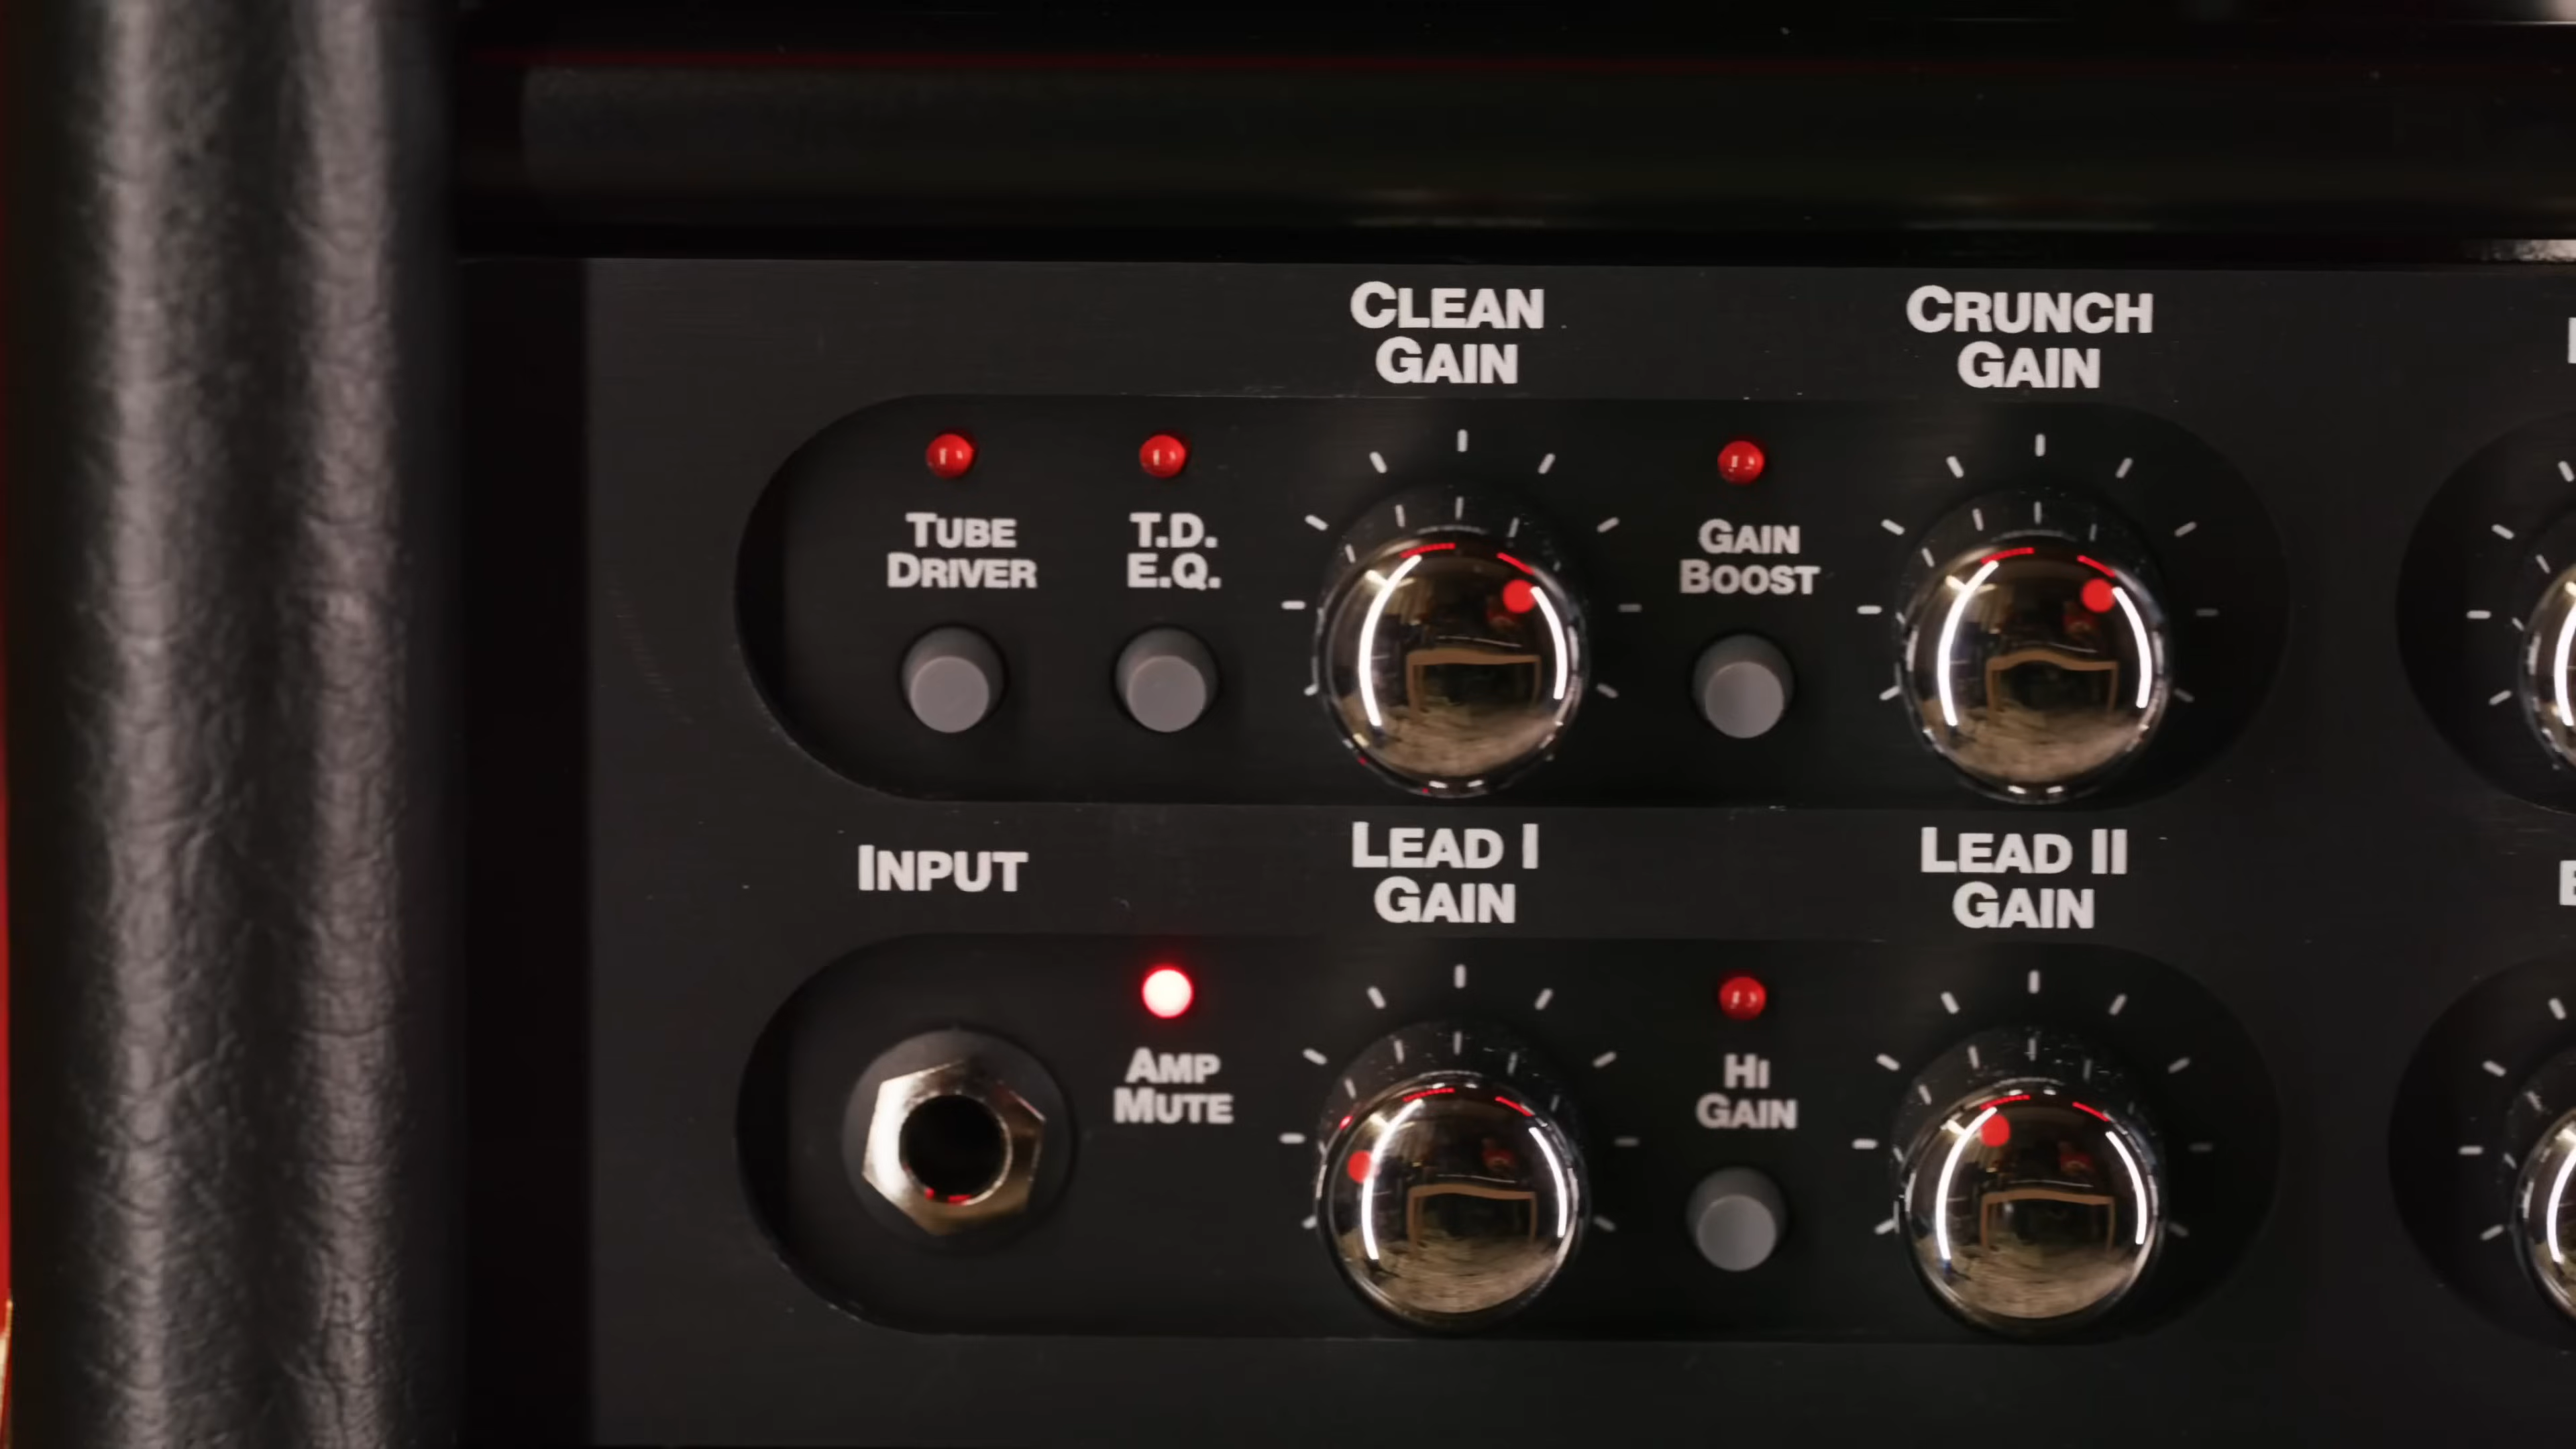 CLEAN
GAIN
CRUNCH
GAIN
TUBE
DRIVER
T.D.
E.Q.
GAIN
BOOST
INPUT
LEAD I
GAIN
LEAD II
GAIN
AMP
MUTE
HI
GAIN